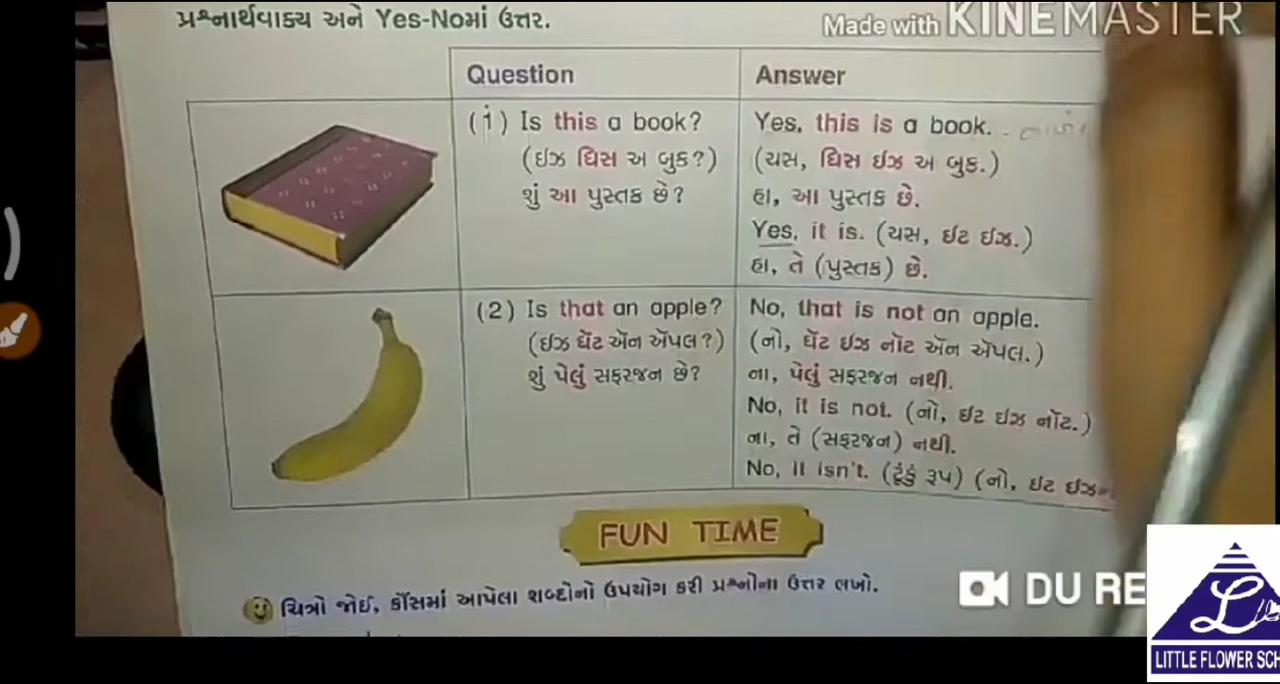 પ્રશ્નાર્થવાક્ય અને Yes-Noમાં ઉત્તર.
Made with KINEMASTER
Question
Answer
(1) Is this a book?
(ઇઝ ધિસ અ બુક?)
શું આ પુસ્તક છે?
Yes, this is a book.
(યસ, ધિસ ઇઝ અ બુક.)
હા, આ પુસ્તક છે.
Yes, it is. (યસ, ઇટ ઇઝ.)
હા, તે (પુસ્તક) છે.
(2) Is that an apple?
(ઇઝ ધૅટ ઍન ઍપલ?)
શું પેલું સફરજન છે?
No, that is not an apple.
(નો, ધૅટ ઇઝ નૉટ ઍન ઍપલ.)
ના, પેલું સફરજન નથી.
No, it is not. (નો, ઇટ ઇઝ નૉટ.)
ના, તે (સફરજન) નથી.
No, it isn't. (ટૂંકું રૂપ) (નો, ઇટ
FUN TIME
ચિત્રો જોઈ, કૌંસમાં આપેલા શબ્દોનો ઉપયોગ કરી પ્રશ્નોના ઉત્તર લખો.
DU RE
LITTLE FLOWER SCH